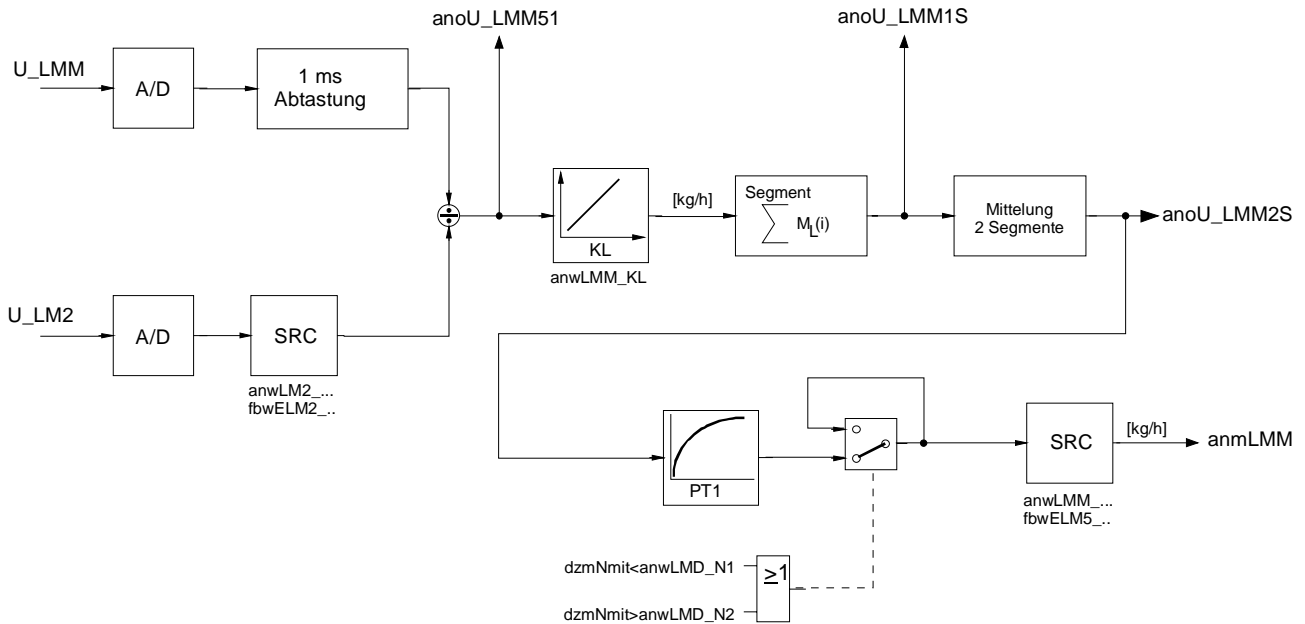 anoU_LMM51
anoU_LMM1S
U_LMM
A/D
1 ms
Abtastung
[kg/h]
Segment
∑ M_L(i)
Mittelung
2 Segmente
anoU_LMM2S
KL
anwLMM_KL
U_LM2
A/D
SRC
anwLM2_...
fbwELM2_..
PT1
SRC
[kg/h]
anmLMM
anwLMM_...
fbwELM5_..
dzmNmit<anwLMD_N1
≥1
dzmNmit>anwLMD_N2